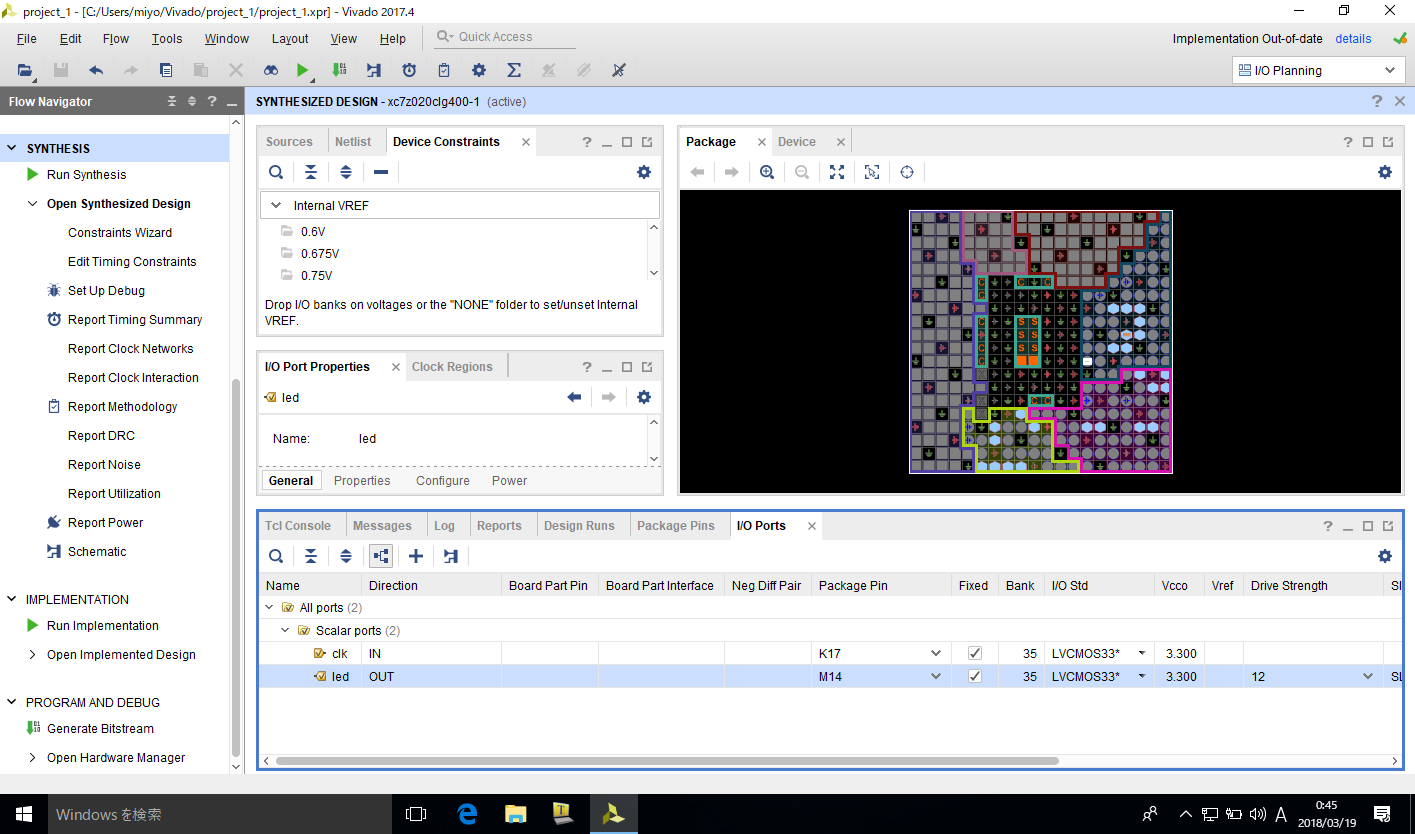 project_1 - [C:/Users/miyo/Vivado/project_1/project_1.xpr] - Vivado 2017.4
File Edit Flow Tools Window Layout View Help Quick Access
Implementation Out-of-date details
I/O Planning
Flow Navigator
SYNTHESIS
Run Synthesis
Open Synthesized Design
Constraints Wizard
Edit Timing Constraints
Set Up Debug
Report Timing Summary
Report Clock Networks
Report Clock Interaction
Report Methodology
Report DRC
Report Noise
Report Utilization
Report Power
Schematic
IMPLEMENTATION
Run Implementation
Open Implemented Design
PROGRAM AND DEBUG
Generate Bitstream
Open Hardware Manager
SYNTHESIZED DESIGN - xc7z020clg400-1 (active)
Sources Netlist Device Constraints
Internal VREF
0.6V
0.675V
0.75V
Drop I/O banks on voltages or the "NONE" folder to set/unset Internal
VREF.
I/O Port Properties Clock Regions
led
Name: led
General Properties Configure Power
Package Device
Tcl Console Messages Log Reports Design Runs Package Pins I/O Ports
Name Direction Board Part Pin Board Part Interface Neg Diff Pair Package Pin Fixed Bank I/O Std Vcco Vref Drive Strength
All ports (2)
Scalar ports (2)
clk IN K17 35 LVCMOS33* 3.300
led OUT M14 35 LVCMOS33* 3.300 12
Windows を検索
A
0:45
2018/03/19